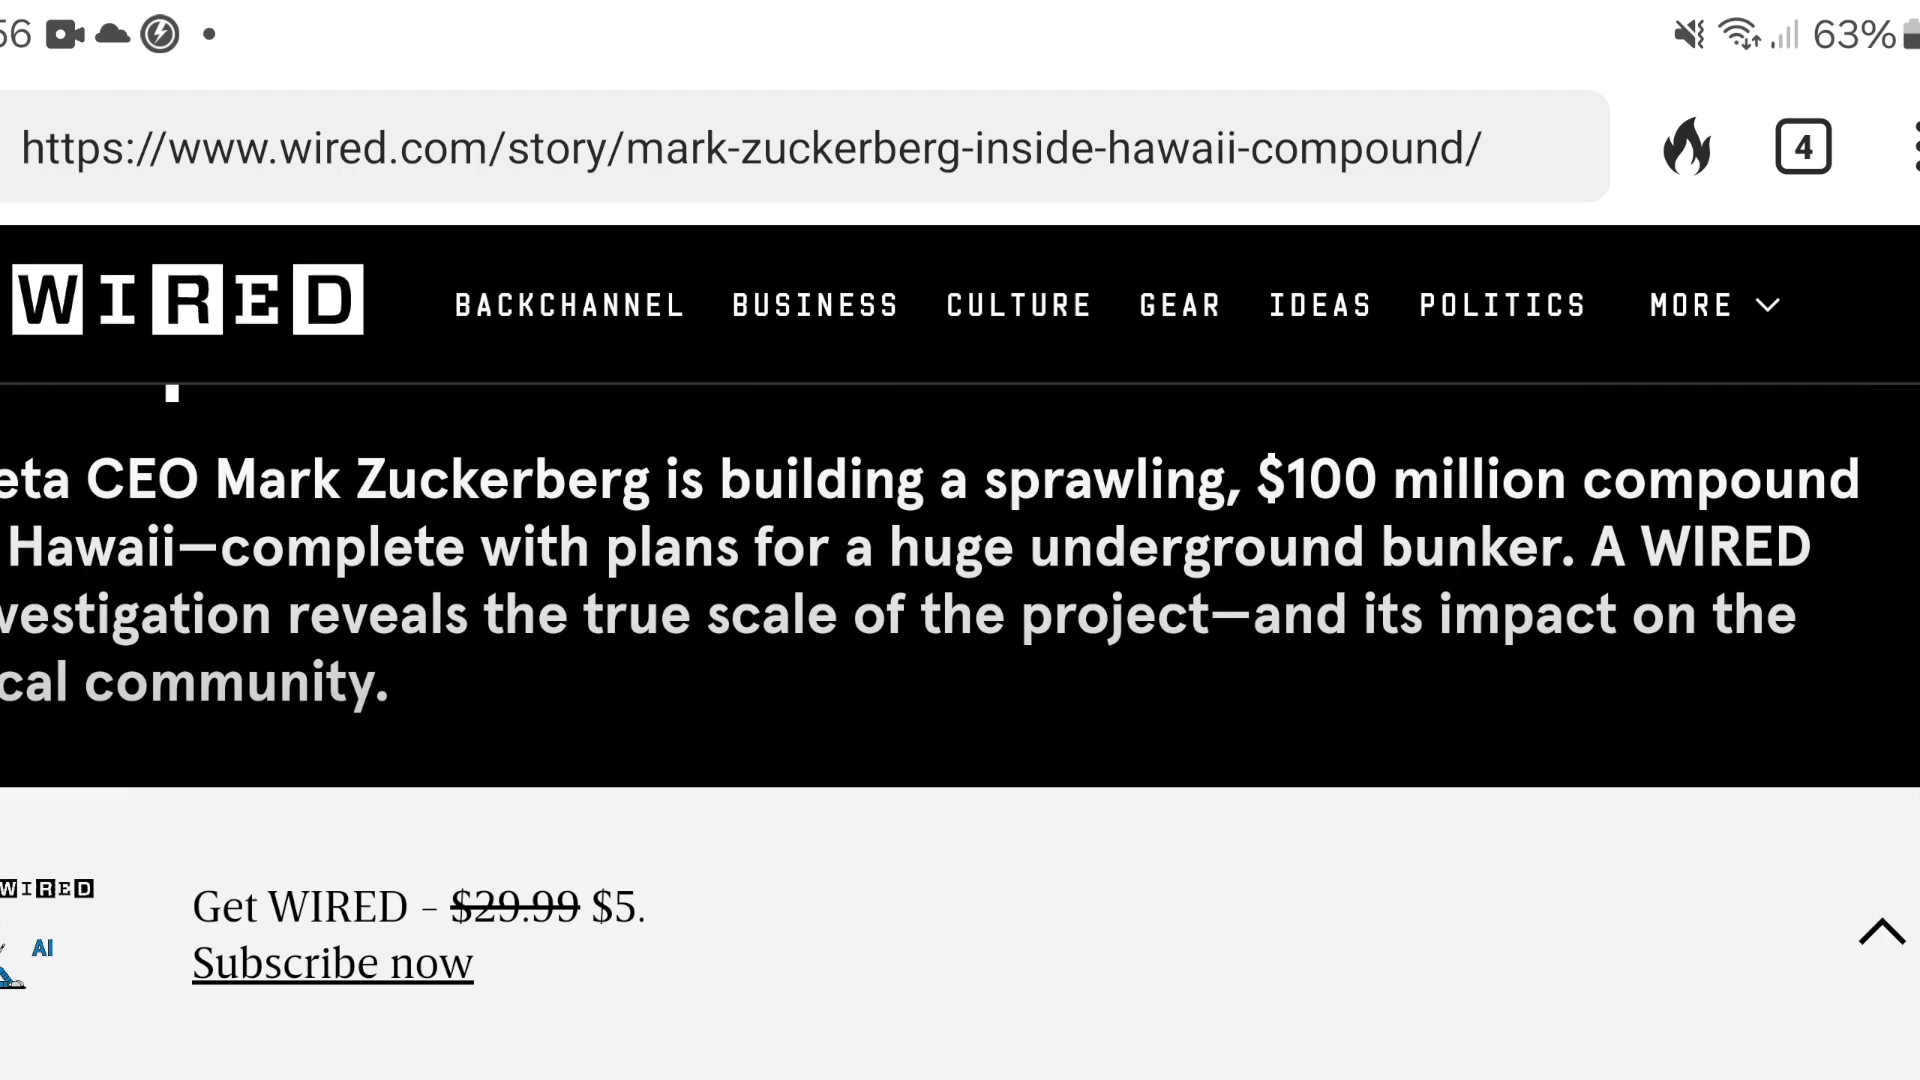 56 63%
https://www.wired.com/story/mark-zuckerberg-inside-hawaii-compound/
4
WIRED BACKCHANNEL BUSINESS CULTURE GEAR IDEAS POLITICS MORE
eta CEO Mark Zuckerberg is building a sprawling, $100 million compound
Hawaii—complete with plans for a huge underground bunker. A WIRED
vestigation reveals the true scale of the project—and its impact on the
cal community.
WIRED
AI
Get WIRED - $29.99 $5.
Subscribe now